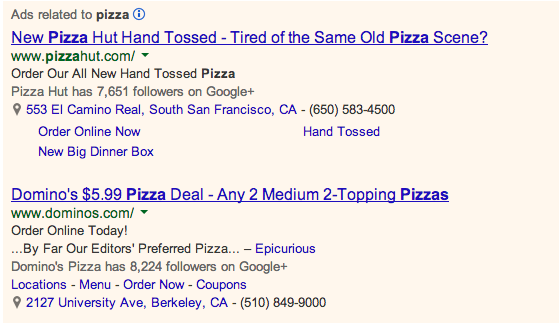 Ads related to pizza
New Pizza Hut Hand Tossed - Tired of the Same Old Pizza Scene?
www.pizzahut.com/
Order Our All New Hand Tossed Pizza
Pizza Hut has 7,651 followers on Google+
553 El Camino Real, South San Francisco, CA - (650) 583-4500
Order Online Now Hand Tossed
New Big Dinner Box
Domino's $5.99 Pizza Deal - Any 2 Medium 2-Topping Pizzas
www.dominos.com/
Order Online Today!
...By Far Our Editors' Preferred Pizza... – Epicurious
Domino's Pizza has 8,224 followers on Google+
Locations - Menu - Order Now - Coupons
2127 University Ave, Berkeley, CA - (510) 849-9000